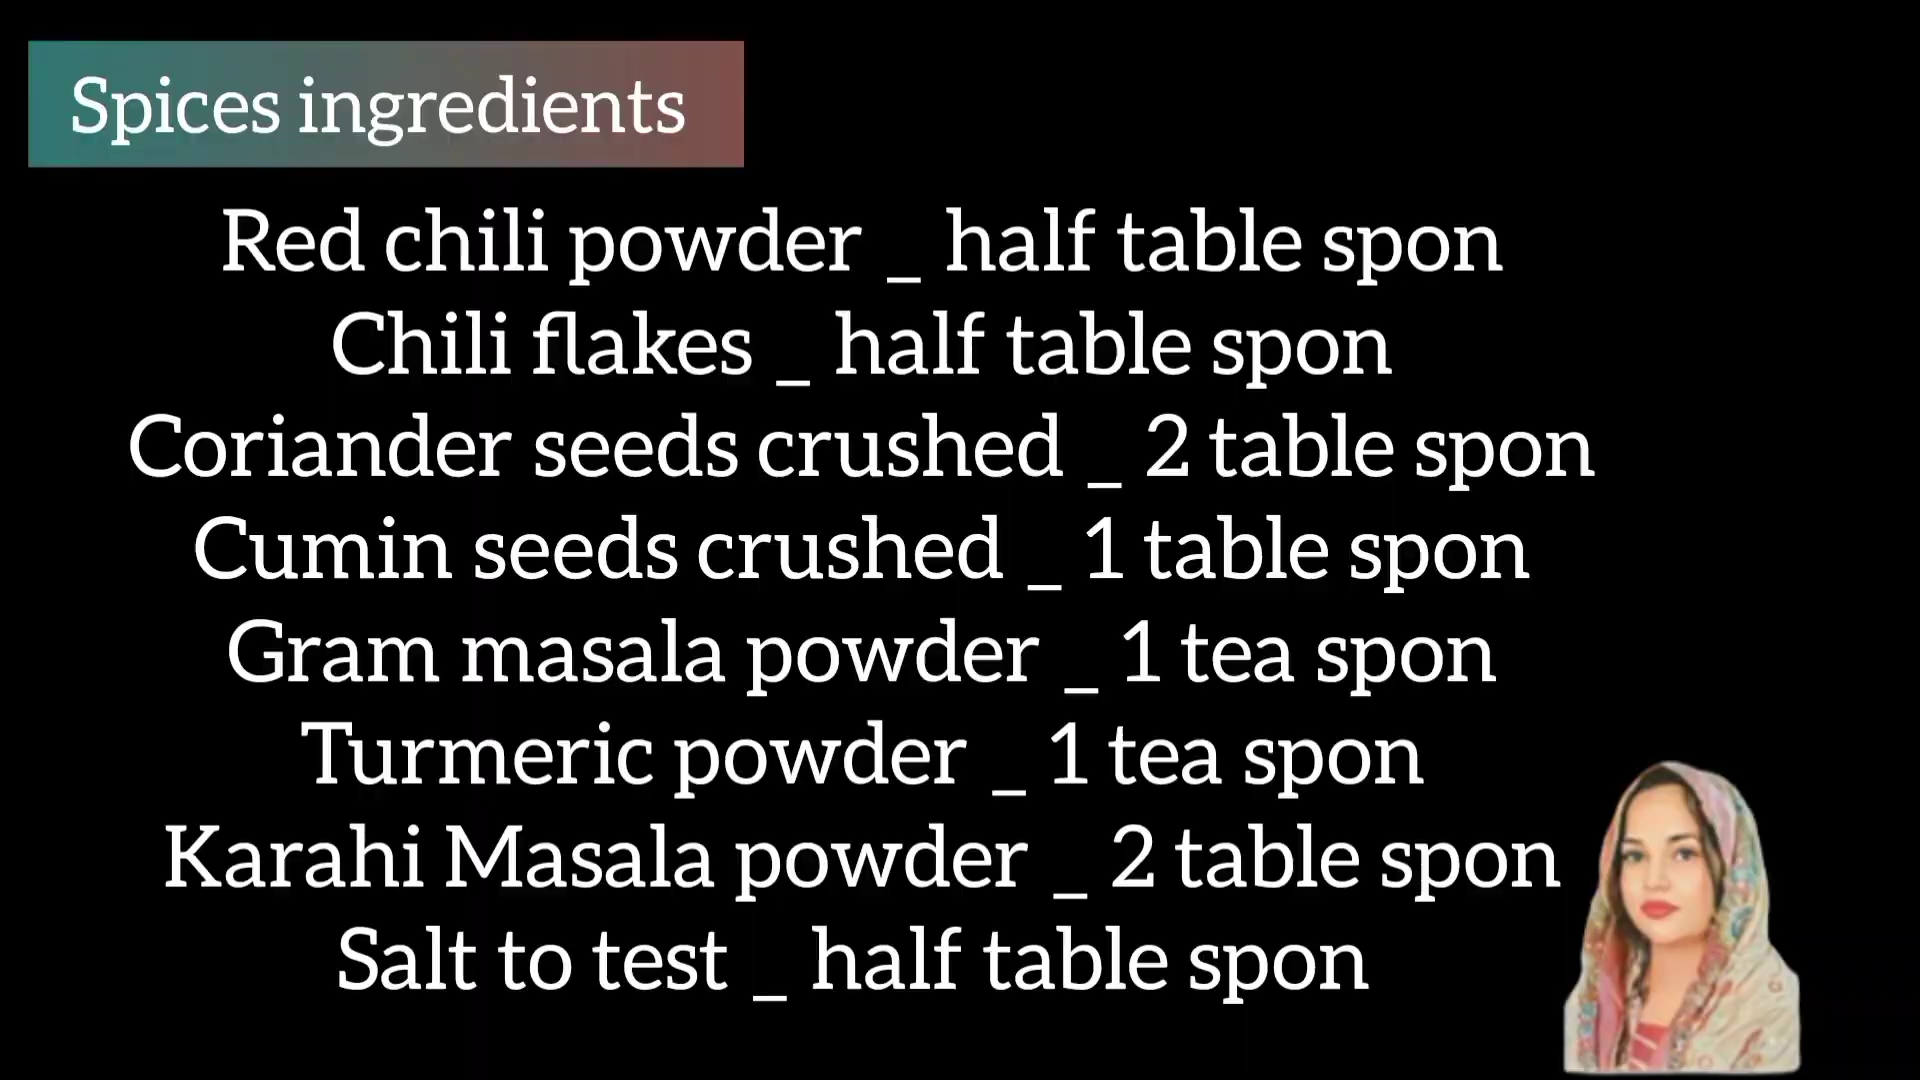 Spices ingredients
Red chili powder _ half table spon
Chili flakes _ half table spon
Coriander seeds crushed _ 2 table spon
Cumin seeds crushed _ 1 table spon
Gram masala powder _ 1 tea spon
Turmeric powder _ 1 tea spon
Karahi Masala powder _ 2 table spon
Salt to test _ half table spon